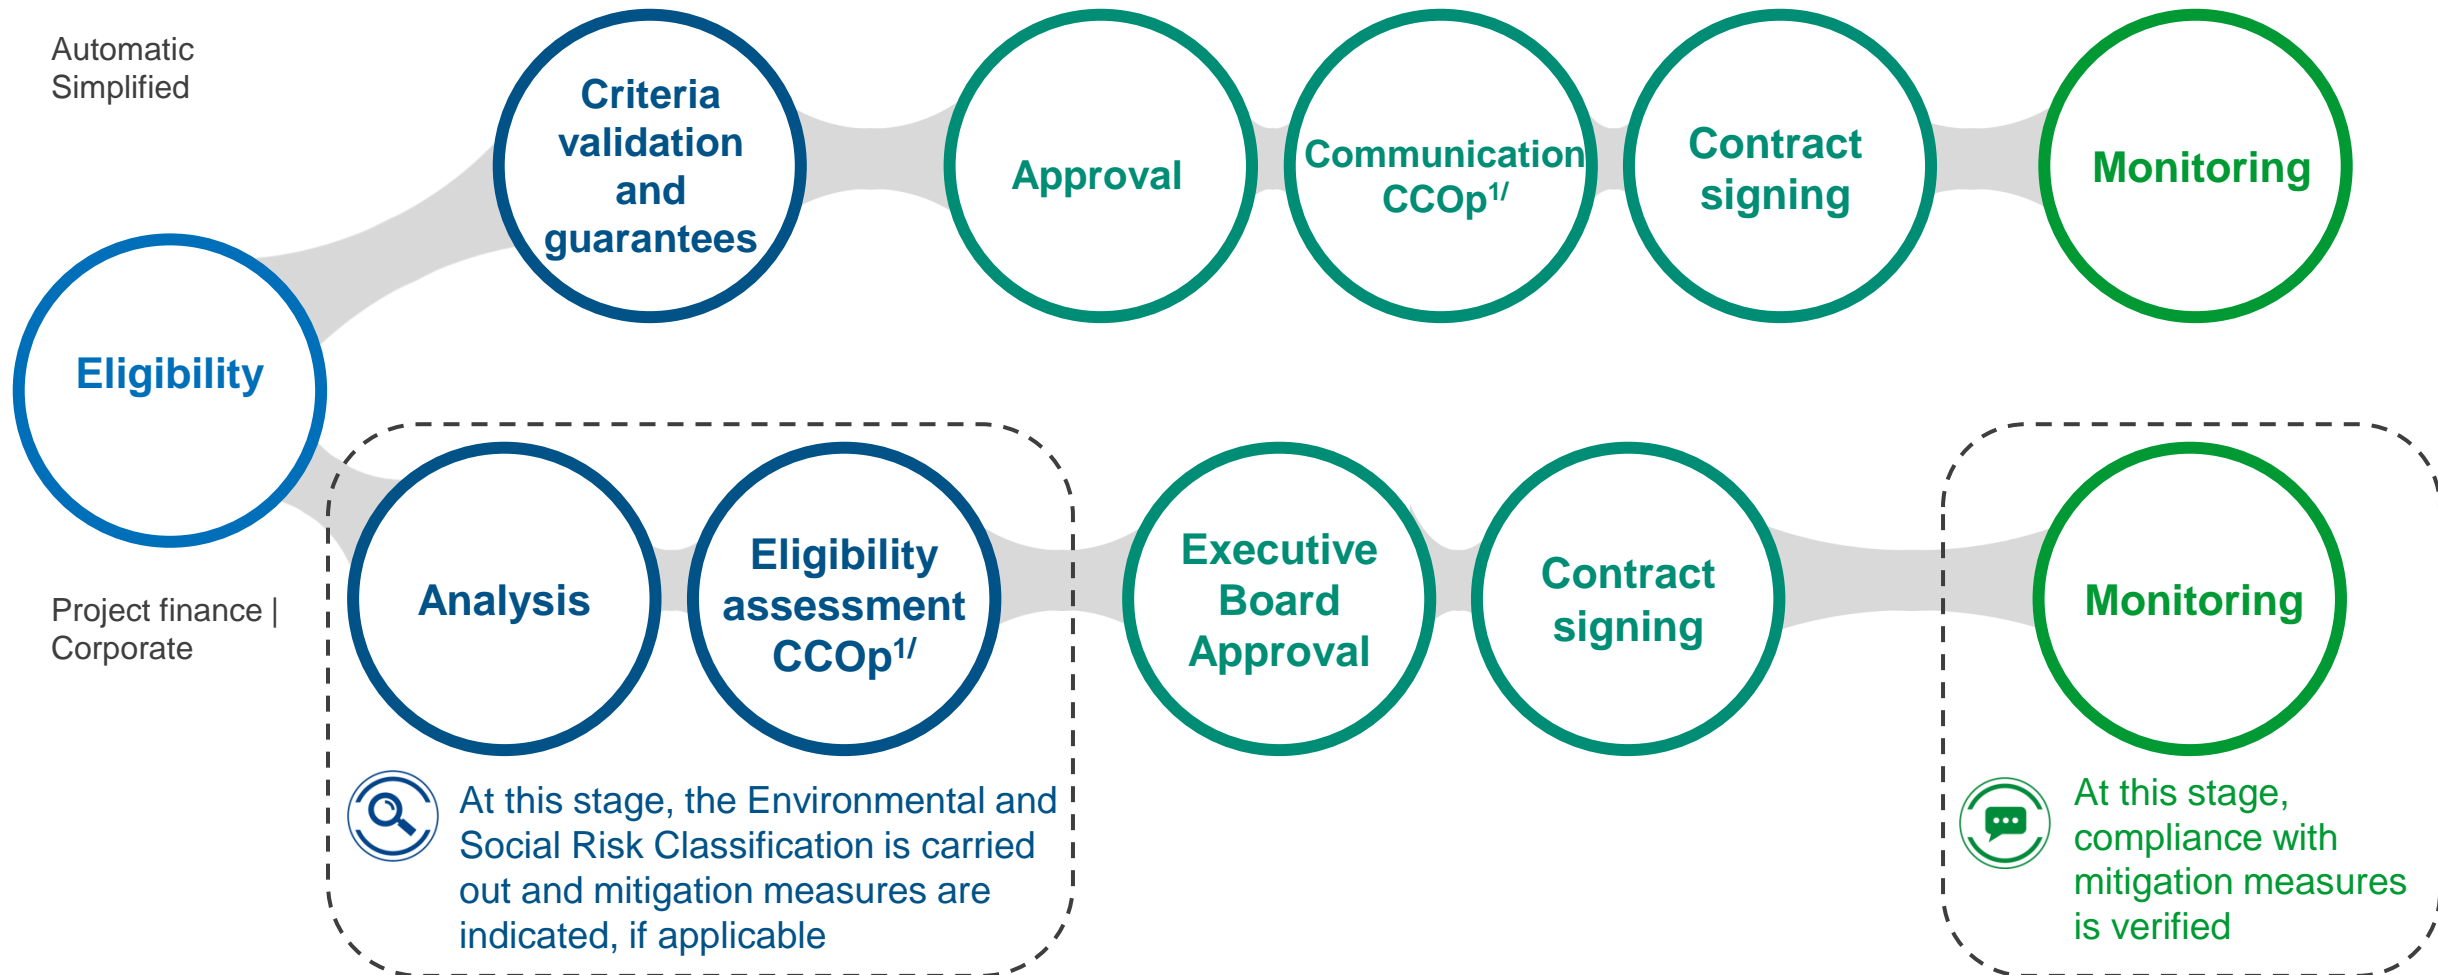 Automatic
Simplified
Criteria
validation
and
guarantees
Approval
Communication
CCOp¹/
Contract
signing
Monitoring
Eligibility
Project finance |
Corporate
Analysis
Eligibility
assessment
CCOp¹/
Executive
Board
Approval
Contract
signing
Monitoring
At this stage, the Environmental and
Social Risk Classification is carried
out and mitigation measures are
indicated, if applicable
At this stage,
compliance with
mitigation measures
is verified